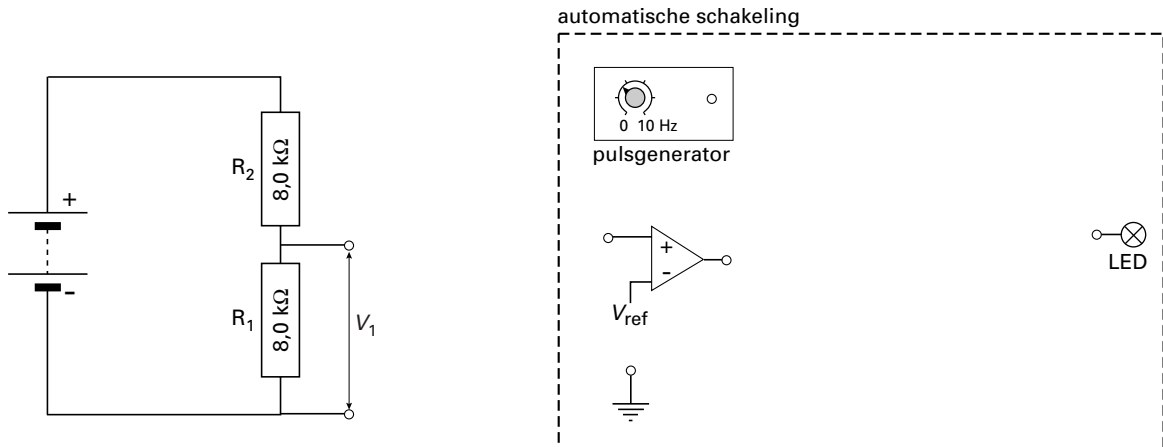 automatische schakeling
0 10 Hz
pulsgenerator
+
R₂
8,0 kΩ
-
R₁
8,0 kΩ
V₁
+
-
Vref
LED